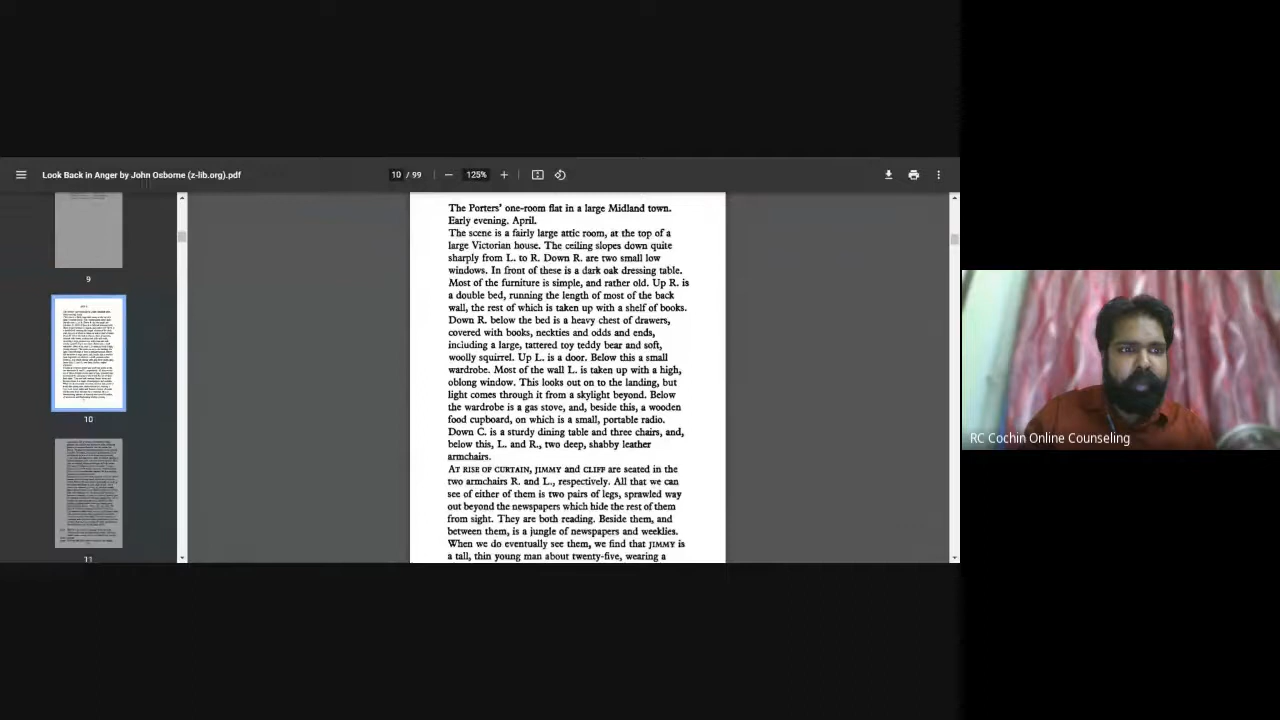 Look Back in Anger by John Osborne (z-lib.org).pdf
10 / 99
125%
9
10
11
The Porters' one-room flat in a large Midland town.
Early evening. April.
The scene is a fairly large attic room, at the top of a
large Victorian house. The ceiling slopes down quite
sharply from L. to R. Down R. are two small low
windows. In front of these is a dark oak dressing table.
Most of the furniture is simple, and rather old. Up R. is
a double bed, running the length of most of the back
wall, the rest of which is taken up with a shelf of books.
Down R. below the bed is a heavy chest of drawers,
covered with books, neckties and odds and ends,
including a large, tattered toy teddy bear and soft,
woolly squirrel. Up L. is a door. Below this a small
wardrobe. Most of the wall L. is taken up with a high,
oblong window. This looks out on to the landing, but
light comes through it from a skylight beyond. Below
the wardrobe is a gas stove, and, beside this, a wooden
food cupboard, on which is a small, portable radio.
Down C. is a sturdy dining table and three chairs, and,
below this, L. and R., two deep, shabby leather
armchairs.
AT RISE OF CURTAIN, JIMMY and CLIFF are seated in the
two armchairs R. and L., respectively. All that we can
see of either of them is two pairs of legs, sprawled way
out beyond the newspapers which hide the rest of them
from sight. They are both reading. Beside them, and
between them, is a jungle of newspapers and weeklies.
When we do eventually see them, we find that JIMMY is
a tall, thin young man about twenty-five, wearing a
RC Cochin Online Counseling